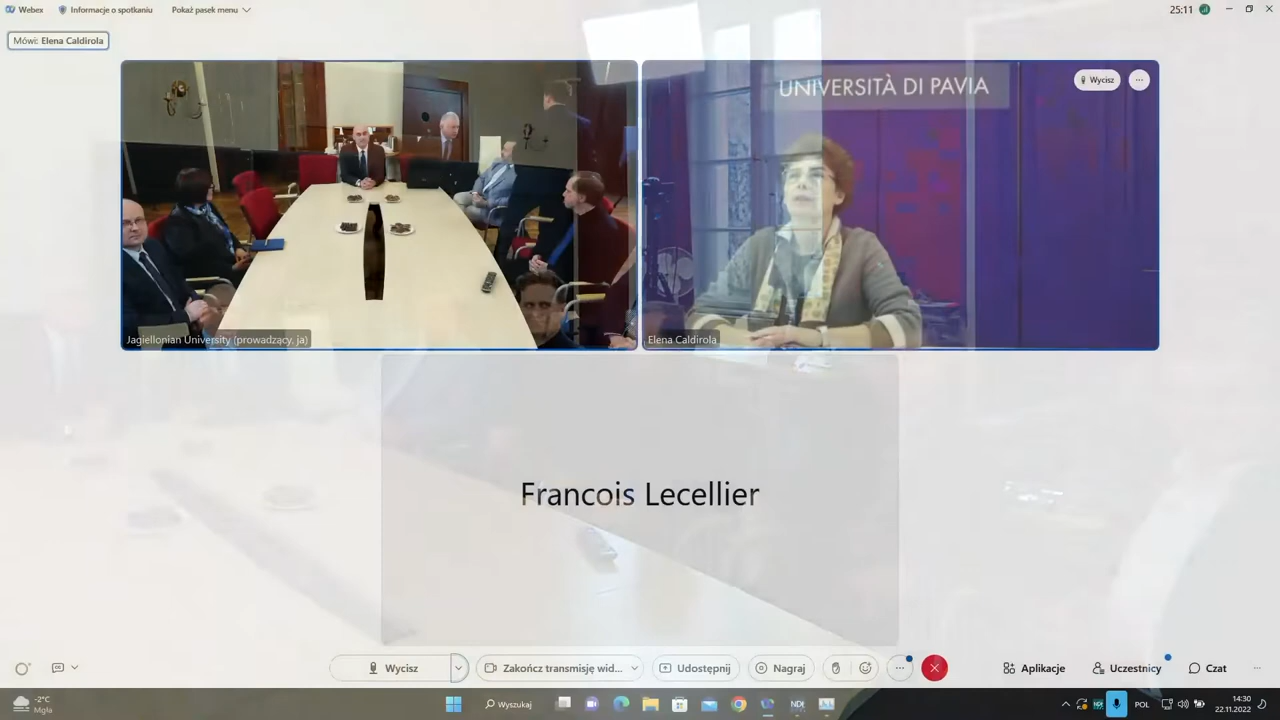 Webex
Informacje o spotkaniu
Pokaż pasek menu
25:11
Mówi: Elena Caldirola
UNIVERSITÀ DI PAVIA
Wycisz
Jagiellonian University (prowadzący, ja)
Elena Caldirola
Francois Lecellier
Wycisz
Zakończ transmisję wid...
Udostępnij
Nagraj
Aplikacje
Uczestnicy
Czat
-2°C
Mgła
Wyszukaj
POL
14:30
22.11.2022